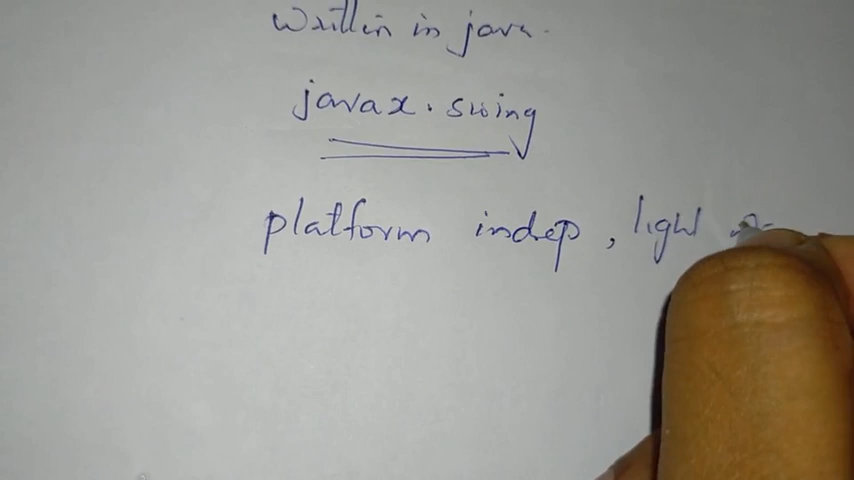 written in java.
javax.swing
platform indep, light